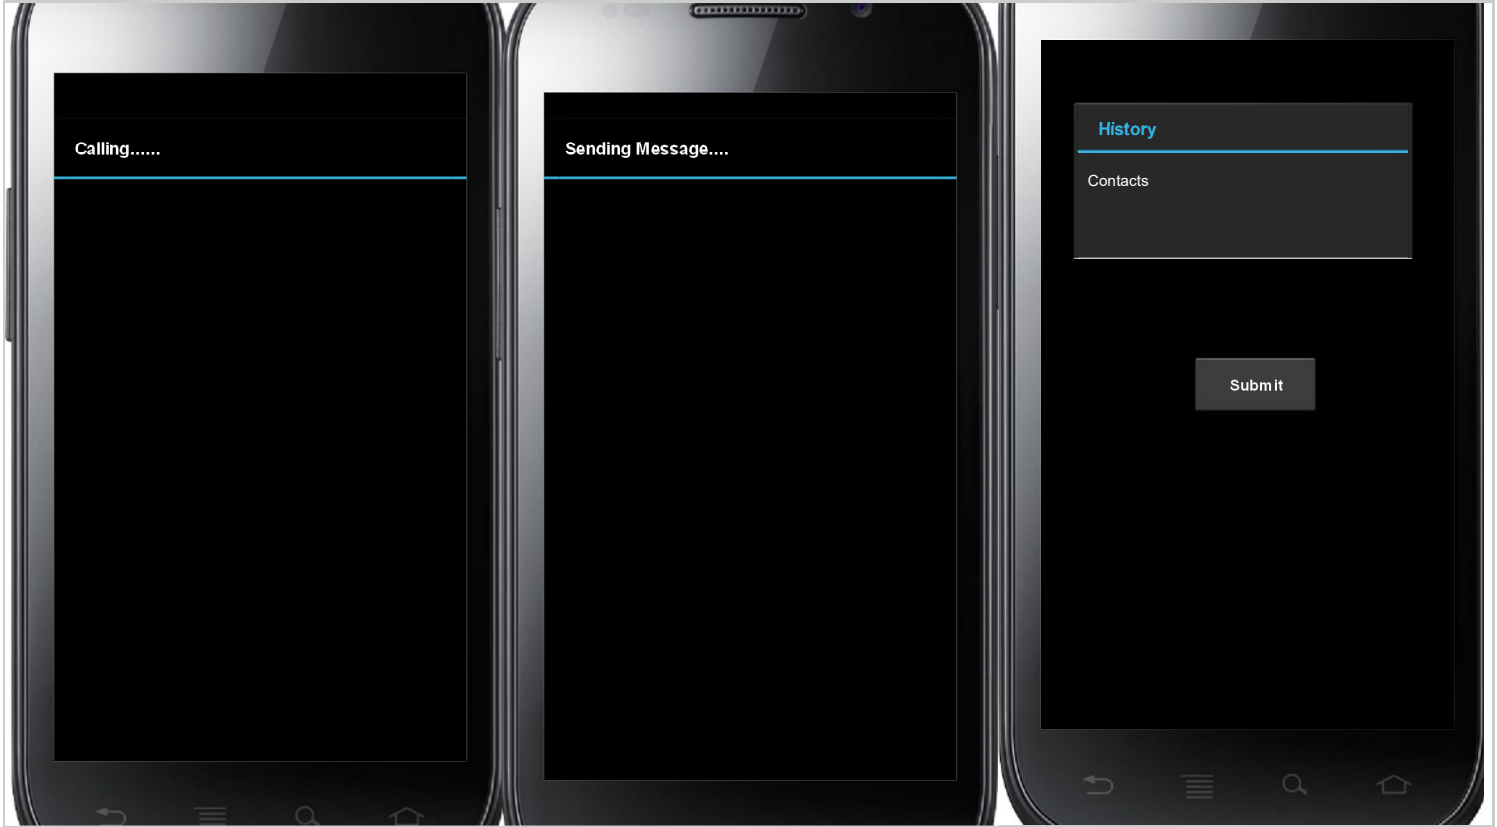 Calling......
Sending Message....
History
Contacts
Submit